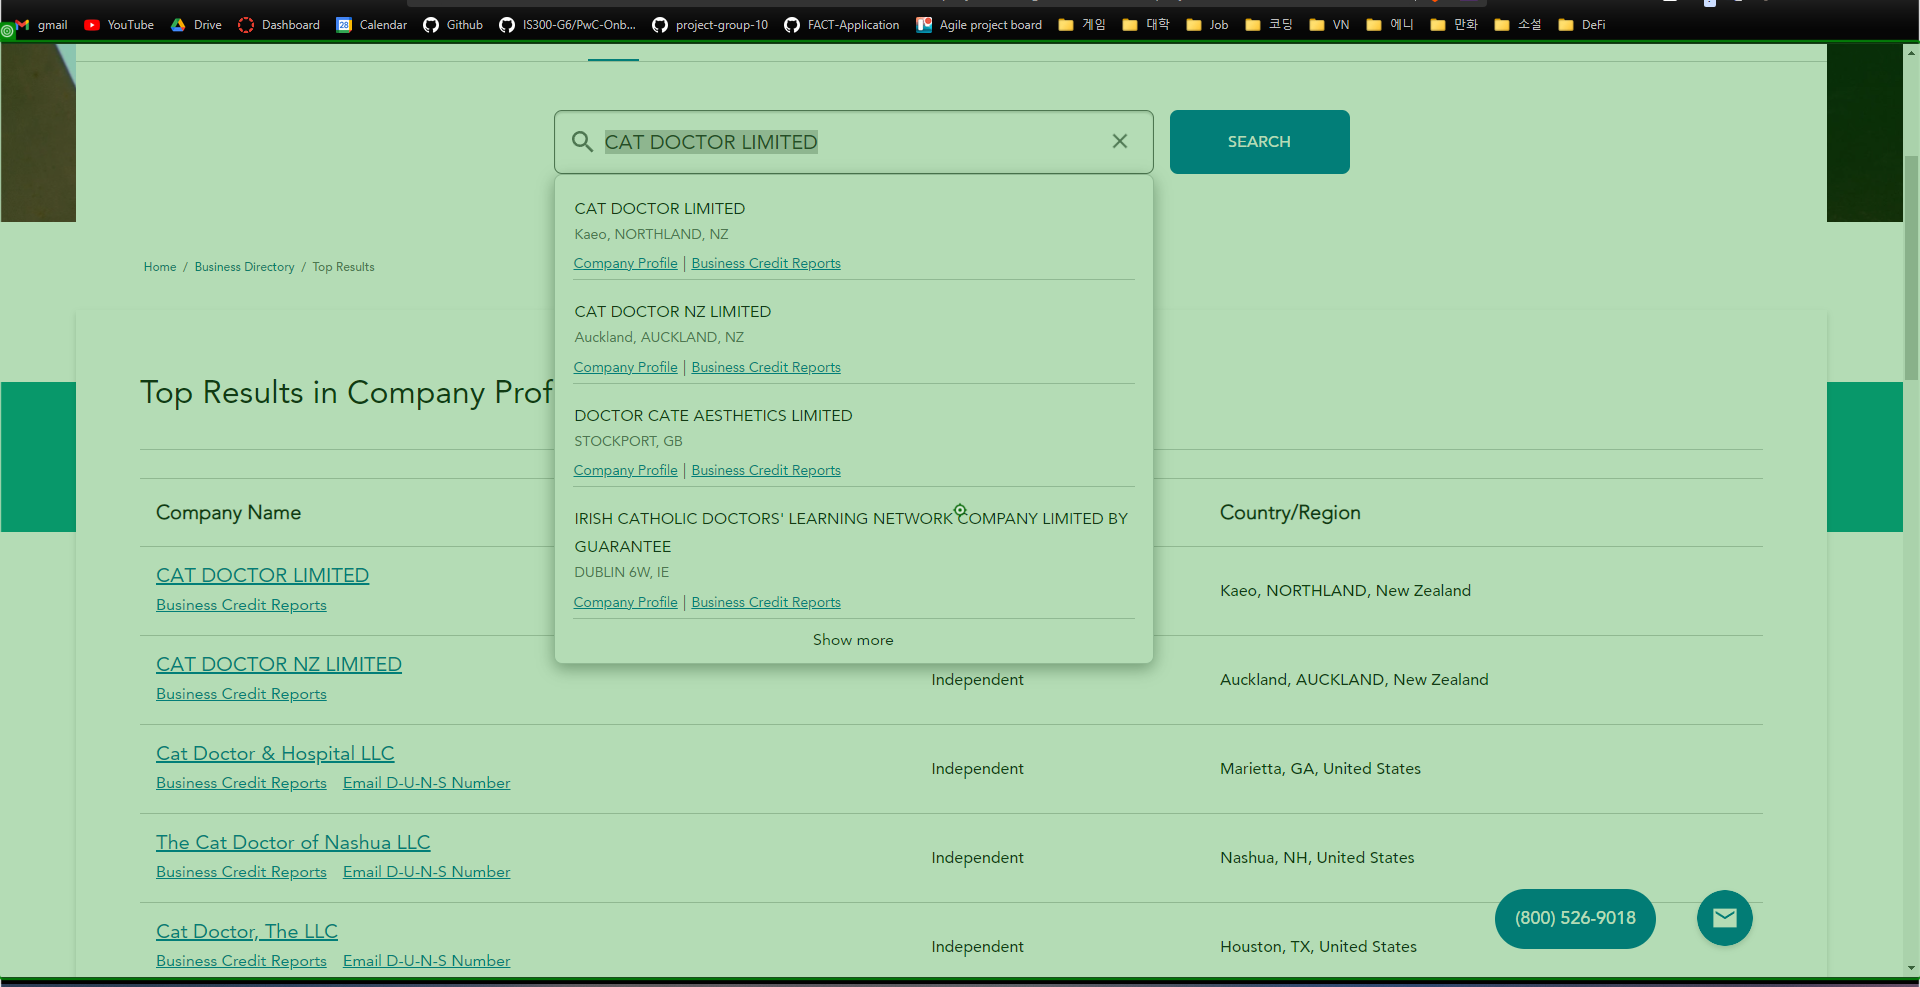 gmail YouTube Drive Dashboard 28 Calendar Github IS300-G6/PwC-Onb... project-group-10 FACT-Application Agile project board 게임 대학 Job 코딩 VN 에니 만화 소설 DeFi
CAT DOCTOR LIMITED SEARCH
CAT DOCTOR LIMITED
Kaeo, NORTHLAND, NZ
Company Profile | Business Credit Reports
CAT DOCTOR NZ LIMITED
Auckland, AUCKLAND, NZ
Company Profile | Business Credit Reports
DOCTOR CATE AESTHETICS LIMITED
STOCKPORT, GB
Company Profile | Business Credit Reports
IRISH CATHOLIC DOCTORS' LEARNING NETWORK COMPANY LIMITED BY
GUARANTEE
DUBLIN 6W, IE
Company Profile | Business Credit Reports
Show more
Home / Business Directory / Top Results
Top Results in Company Prof
Company Name Country/Region
CAT DOCTOR LIMITED
Business Credit Reports
Kaeo, NORTHLAND, New Zealand
CAT DOCTOR NZ LIMITED
Business Credit Reports
Independent
Auckland, AUCKLAND, New Zealand
Cat Doctor & Hospital LLC
Business Credit Reports Email D-U-N-S Number
Independent
Marietta, GA, United States
The Cat Doctor of Nashua LLC
Business Credit Reports Email D-U-N-S Number
Independent
Nashua, NH, United States
Cat Doctor, The LLC
Business Credit Reports Email D-U-N-S Number
Independent
Houston, TX, United States
(800) 526-9018